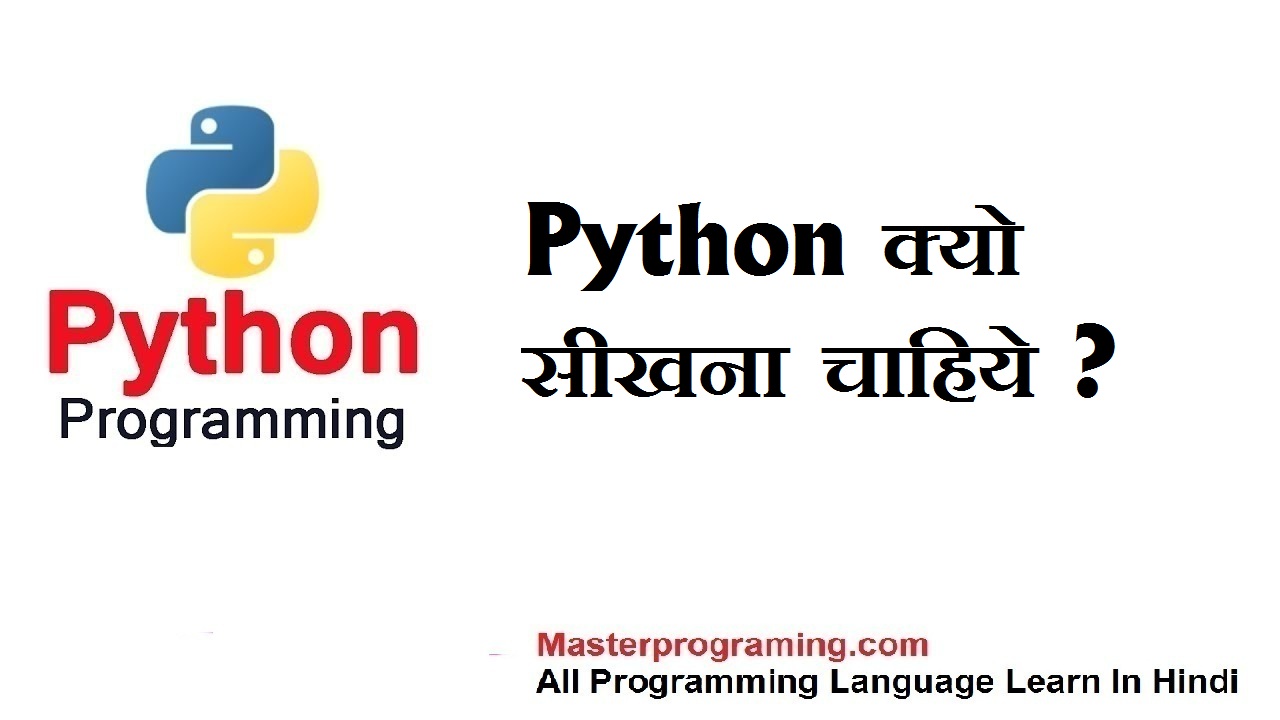 Python
Programming
Python क्यो
सीखना चाहिये ?
Masterprograming.com
All Programming Language Learn In Hindi